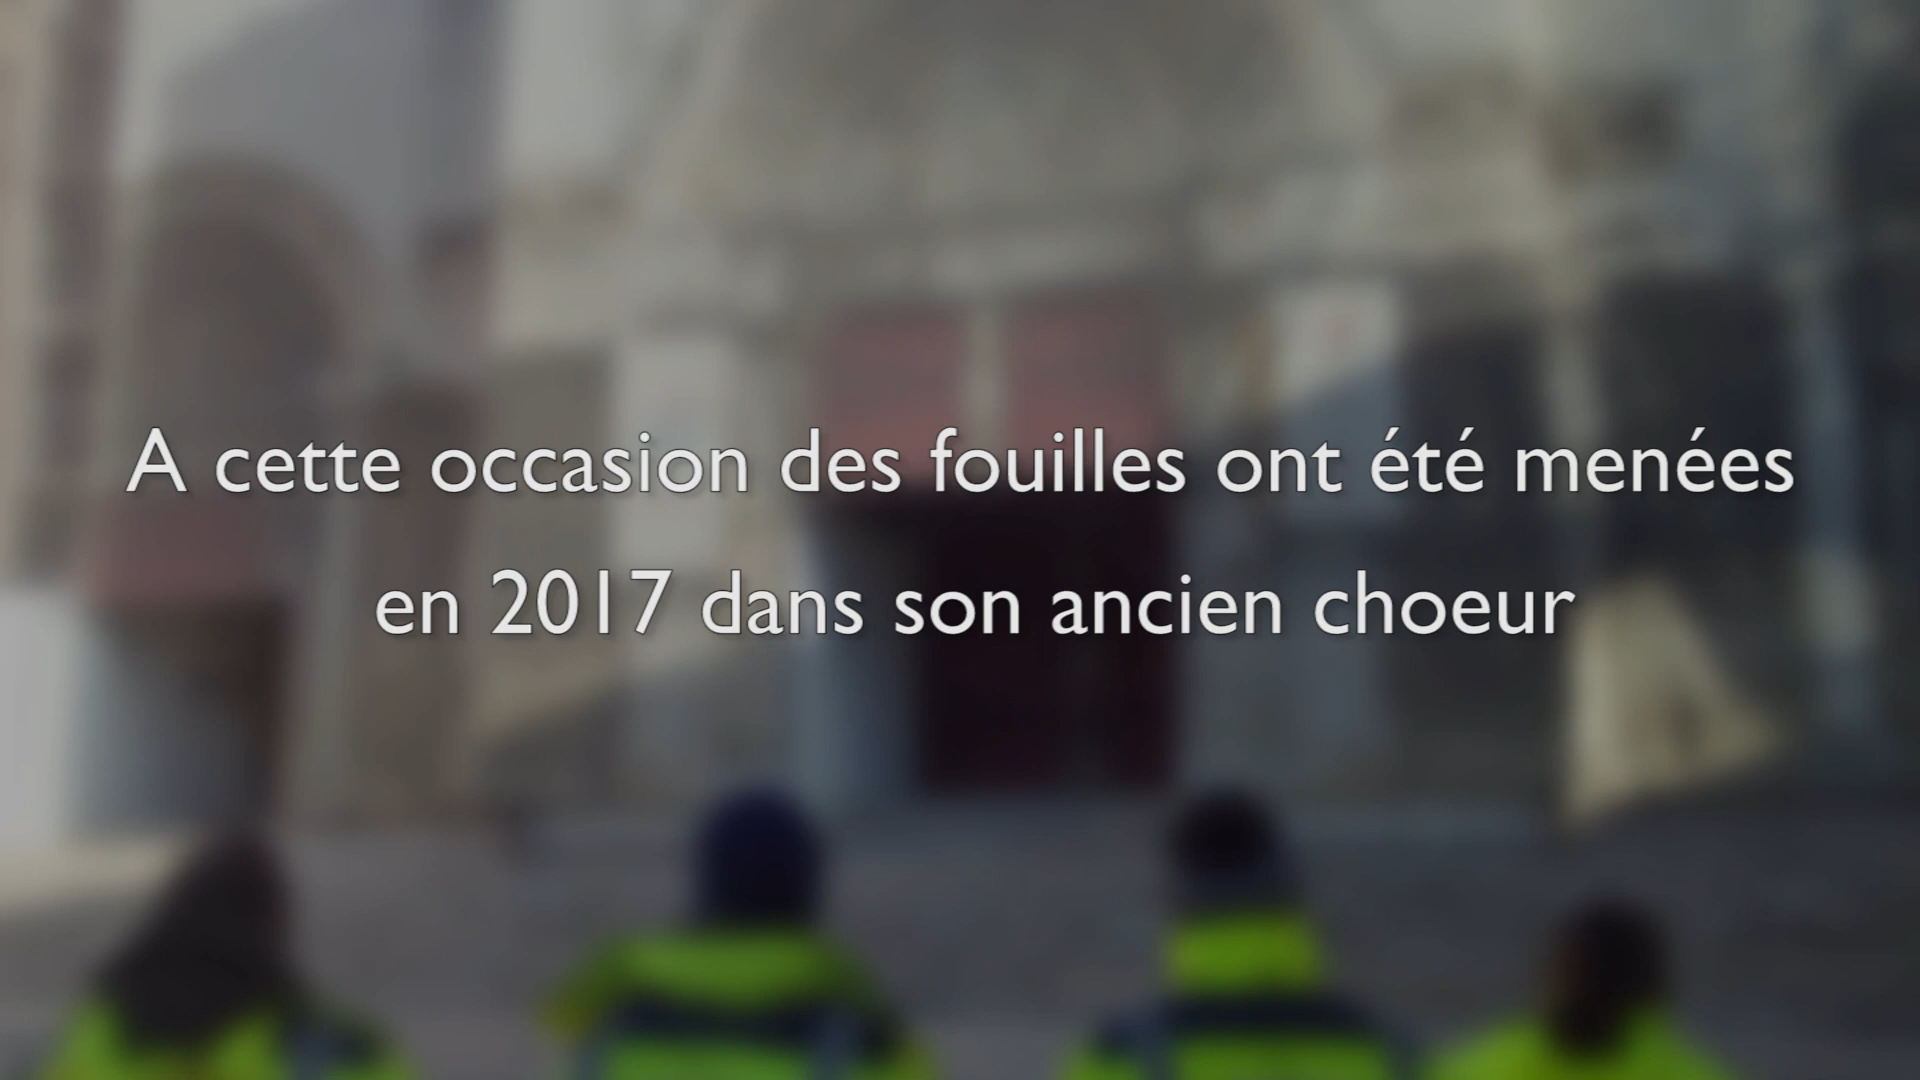 A cette occasion des fouilles ont été menées
en 2017 dans son ancien choeur